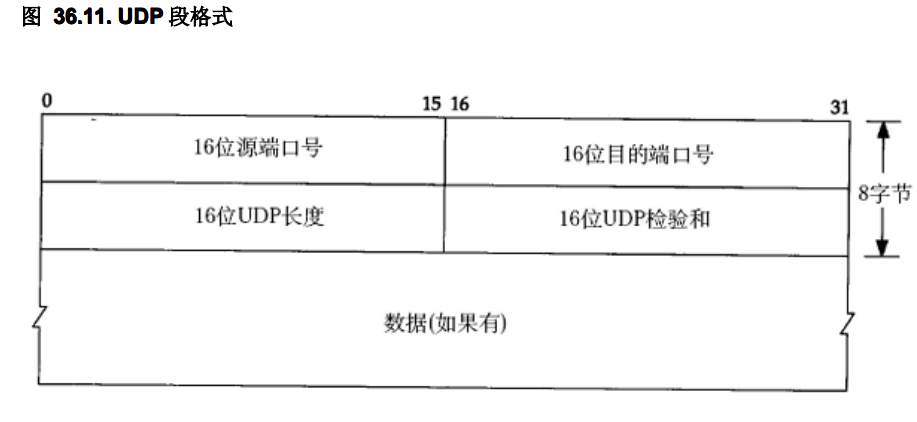 图 36.11. UDP 段格式
0 15 16 31
16位源端口号 16位目的端口号
8字节
16位UDP长度 16位UDP检验和
数据(如果有)